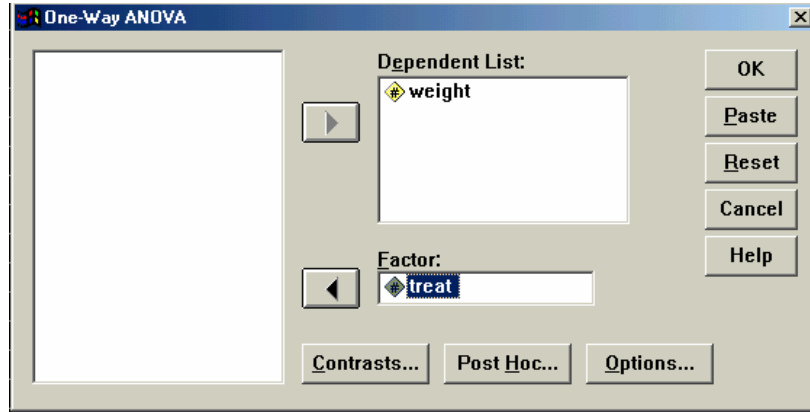 One-Way ANOVA
Dependent List:
# weight
Factor:
# treat
OK
Paste
Reset
Cancel
Help
Contrasts... Post Hoc... Options...